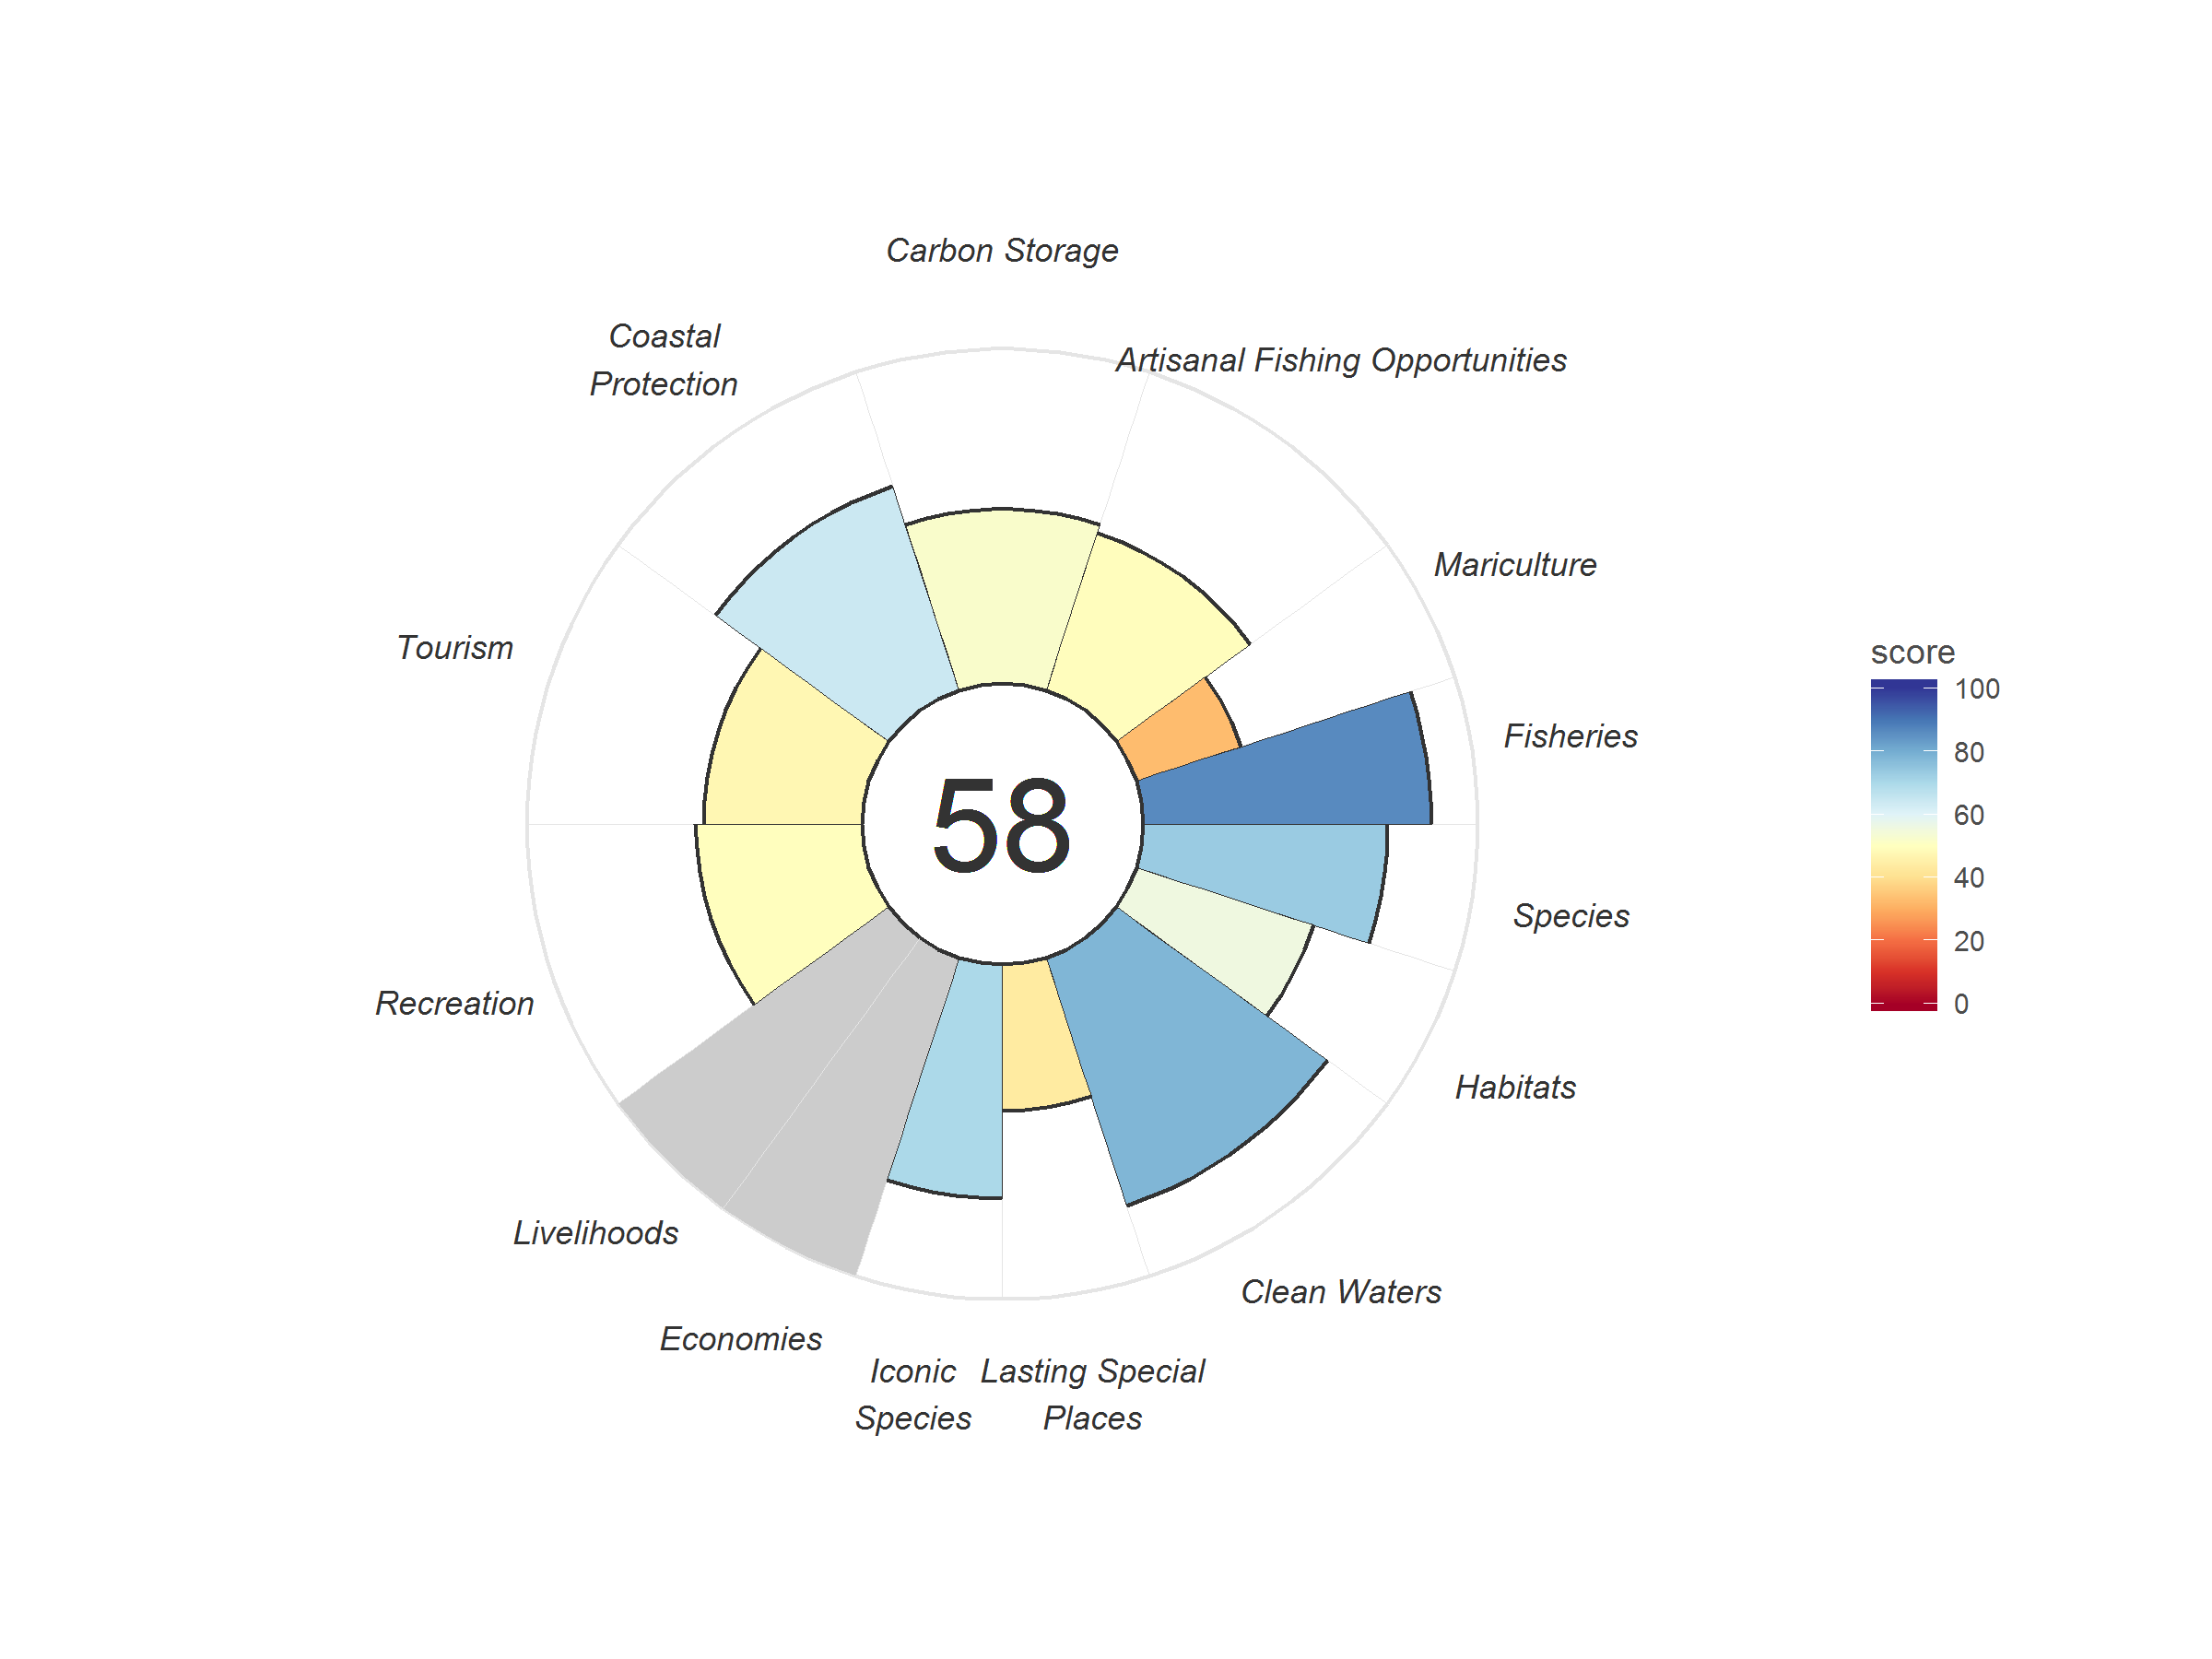 Carbon Storage
Coastal
Protection
Artisanal Fishing Opportunities
Mariculture
Tourism
Fisheries
score
100
80
60
40
20
0
58
Species
Recreation
Habitats
Livelihoods
Clean Waters
Economies
Iconic
Species
Lasting Special
Places